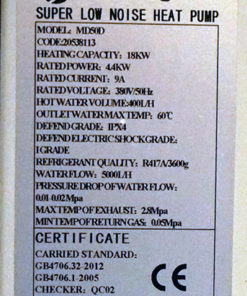 SUPER LOW NOISE HEAT PUMP
MODEL: MD50D
CODE:20538113
HEATING CAPACITY: 18KW
RATED POWER: 4.4KW
RATED CURRENT: 9A
RATED VOLTAGE: 380V/50Hz
HOT WATER VOLUME:400L/H
OUTLET WATER MAX TEMP: 60℃
DEFEND GRADE: IPX4
DEFEND ELECTRIC SHOCK GRADE:
I GRADE
REFRIGERANT QUALITY: R417A/3600g
WATER FLOW: 5000L/H
PRESSURE DROP OF WATER FLOW:
0.01-0.02Mpa
MAX TEMP OF EXHAUST: 2.8Mpa
MIN TEMP OF RETURN GAS: 0.05Mpa
CERTIFICATE
CARRIED STANDARD:
GB4706.32-2012
GB4706.1-2005
CHECKER: QC02
CE